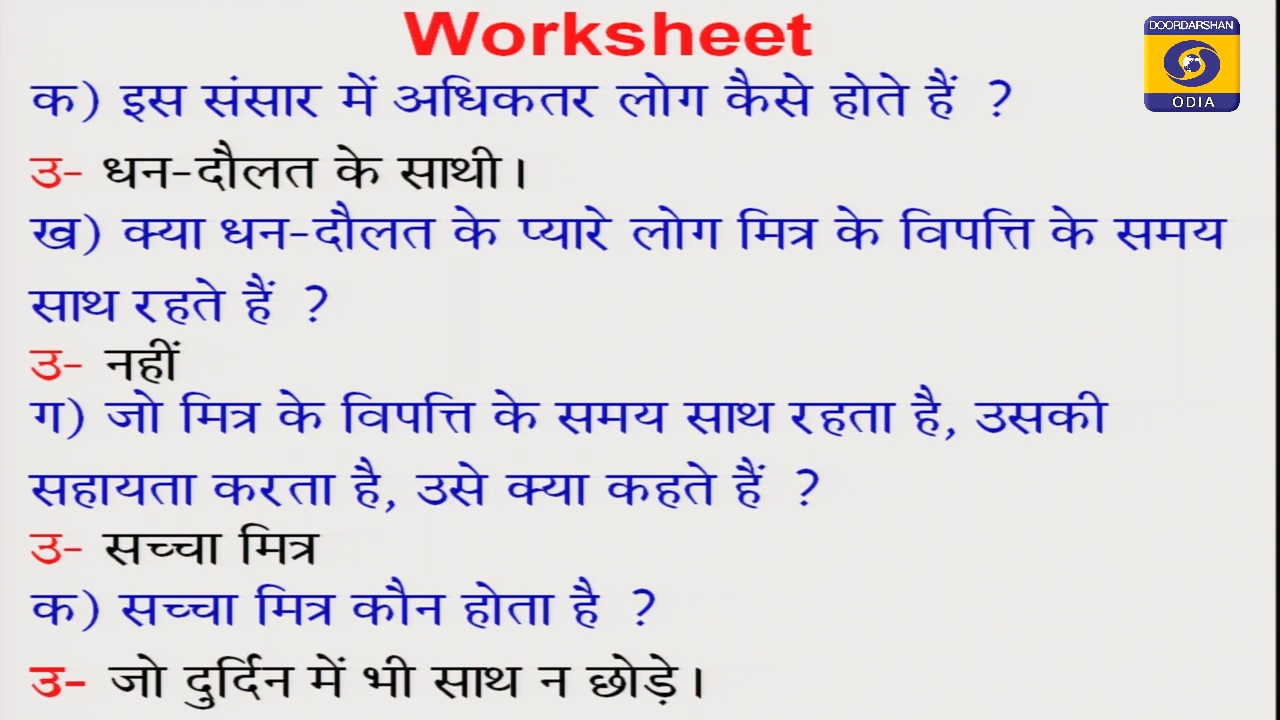 Worksheet
DOORDARSHAN
ODIA
क) इस संसार में अधिकतर लोग कैसे होते हैं ?
उ- धन-दौलत के साथी।
ख) क्या धन-दौलत के प्यारे लोग मित्र के विपत्ति के समय
साथ रहते हैं ?
उ- नहीं
ग) जो मित्र के विपत्ति के समय साथ रहता है, उसकी
सहायता करता है, उसे क्या कहते हैं ?
उ- सच्चा मित्र
क) सच्चा मित्र कौन होता है ?
उ- जो दुर्दिन में भी साथ न छोड़े।